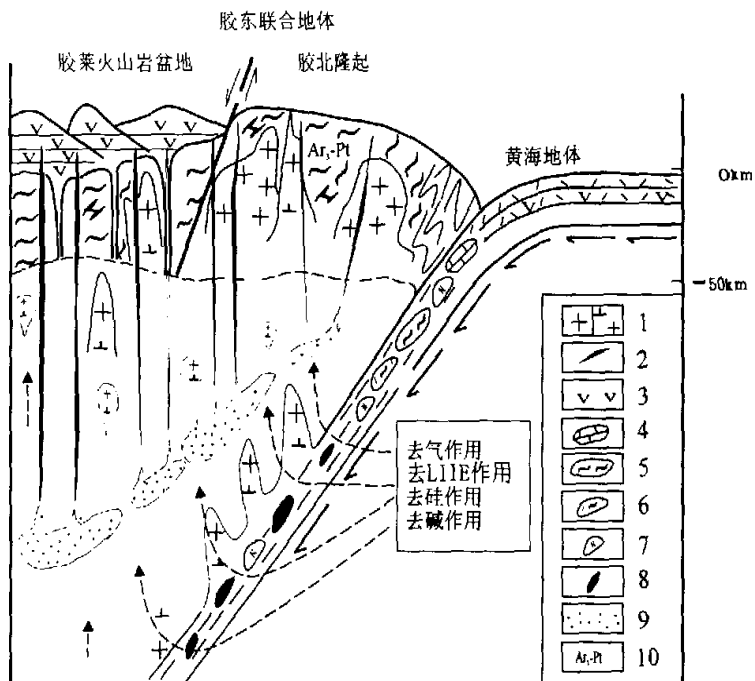 胶东联合地体
胶莱火山岩盆地
胶北隆起
Ar₃-Pt
黄海地体
0km
-50km
去气作用
去LIIE作用
去硅作用
去碱作用
1
2
3
4
5
6
7
8
9
Ar₃-Pt 10